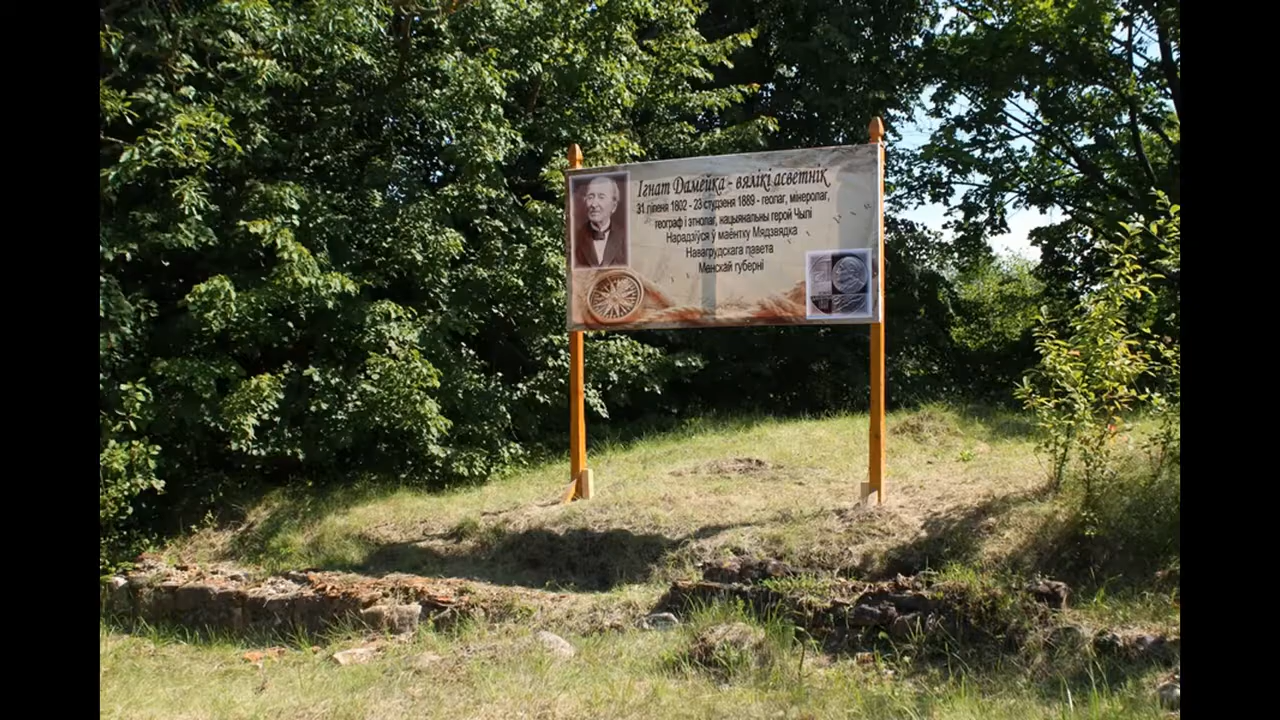 Ігнат Дамейка - вялікі асветнік
31 ліпеня 1802 - 23 студзеня 1889 - геолаг, мінеролаг,
географ і этнолаг, нацыянальны герой Чылі
Нарадзіўся ў маёнтку Мядзвядка
Навагрудскага павета
Менскай губерні